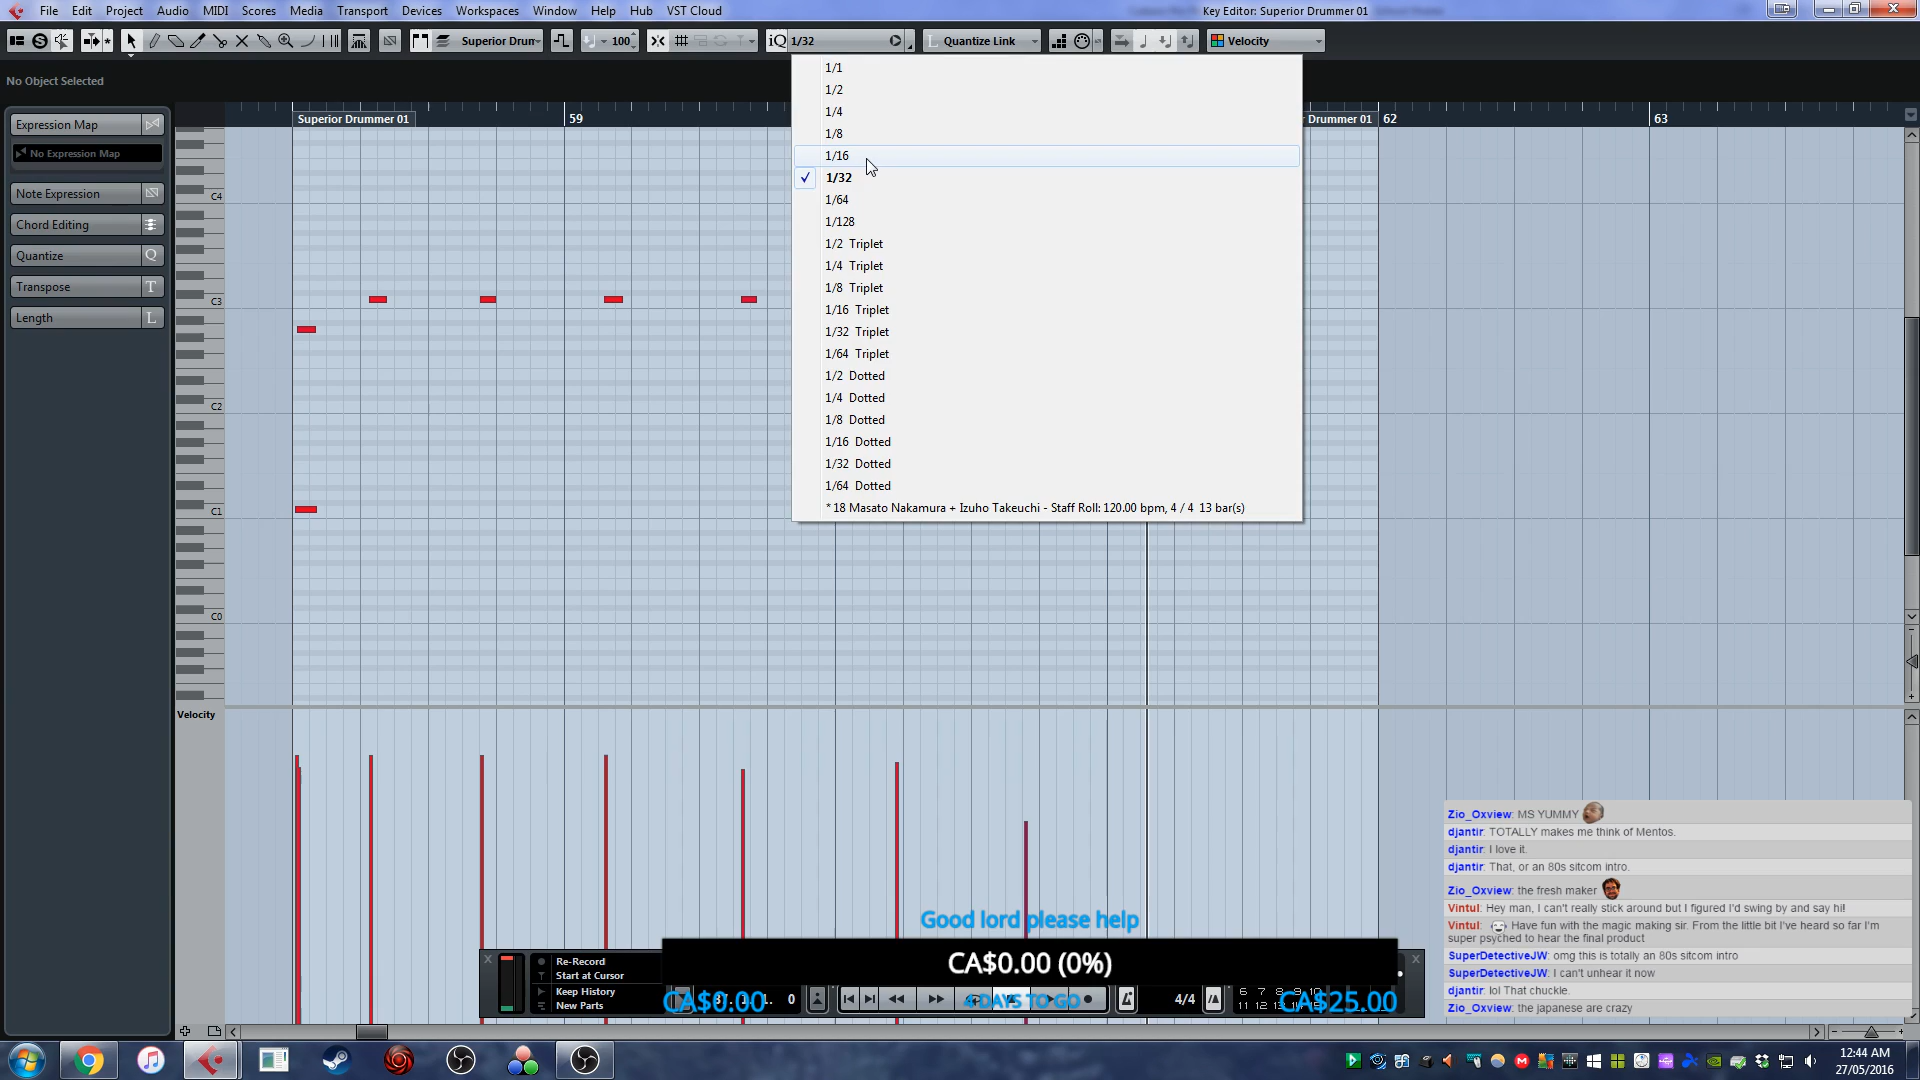 File Edit Project Audio MIDI Scores Media Transport Devices Workspaces Window Help Hub VST Cloud
Key Editor: Superior Drummer 01
Superior Drum 100 iQ 1/32 Quantize Link Velocity
No Object Selected
Expression Map
No Expression Map
Note Expression
Chord Editing
Quantize Q
Transpose T
Length L
Superior Drummer 01
59
r Drummer 01
62
63
C4
C3
C2
C1
C0
1/1
1/2
1/4
1/8
1/16
1/32
1/64
1/128
1/2 Triplet
1/4 Triplet
1/8 Triplet
1/16 Triplet
1/32 Triplet
1/64 Triplet
1/2 Dotted
1/4 Dotted
1/8 Dotted
1/16 Dotted
1/32 Dotted
1/64 Dotted
*18 Masato Nakamura + Izuho Takeuchi - Staff Roll: 120.00 bpm, 4 / 4 13 bar(s)
Velocity
Good lord please help
CA$0.00 (0%)
CA$0.00
4 DAYS TO GO
CA$25.00
Re-Record
Start at Cursor
Keep History
New Parts
4/4
Zio_Oxview: MS YUMMY
djantir: TOTALLY makes me think of Mentos.
djantir: I love it.
djantir: That, or an 80s sitcom intro.
Zio_Oxview: the fresh maker
Vintul: Hey man, I can't really stick around but I figured I'd swing by and say hi!
Vintul: Have fun with the magic making sir. From the little bit I've heard so far I'm
super psyched to hear the final product
SuperDetectiveJW: omg this is totally an 80s sitcom intro
SuperDetectiveJW: I can't unhear it now
djantir: lol That chuckle.
Zio_Oxview: the japanese are crazy
12:44 AM
27/05/2016